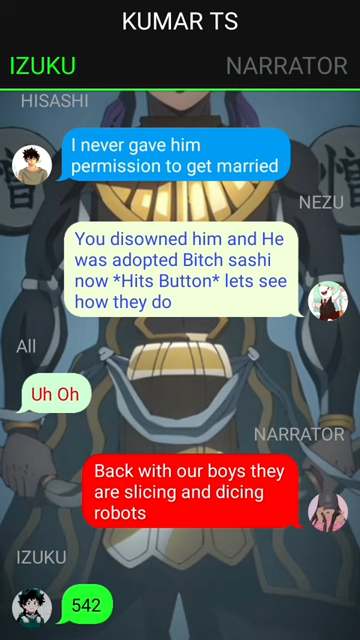 KUMAR TS
IZUKU
NARRATOR
HISASHI
I never gave him
permission to get married
NEZU
You disowned him and He
was adopted Bitch sashi
now *Hits Button* lets see
how they do
All
Uh Oh
NARRATOR
Back with our boys they
are slicing and dicing
robots
IZUKU
542